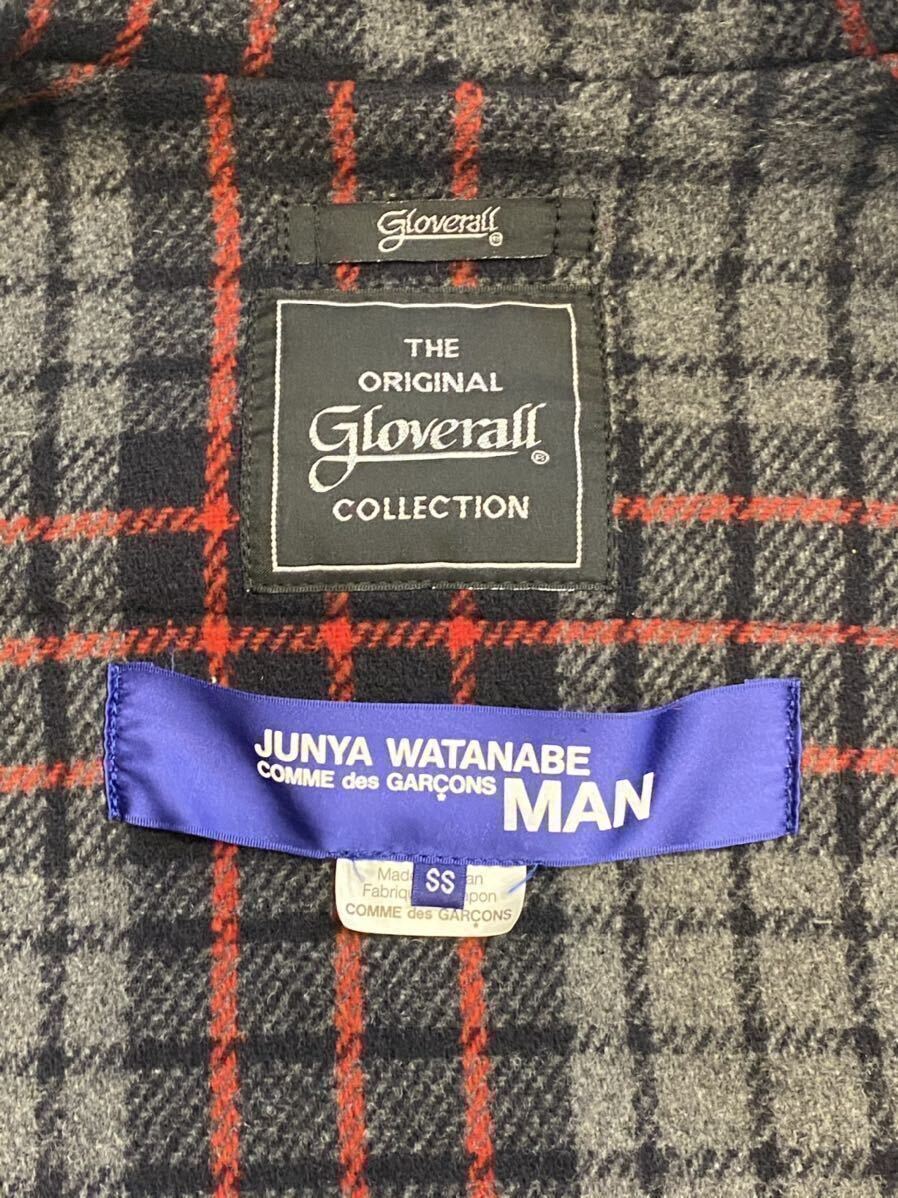 Gloverall®
THE
ORIGINAL
Gloverall®
COLLECTION
JUNYA WATANABE
COMME des GARÇONS
MAN
SS
COMME des GARÇONS